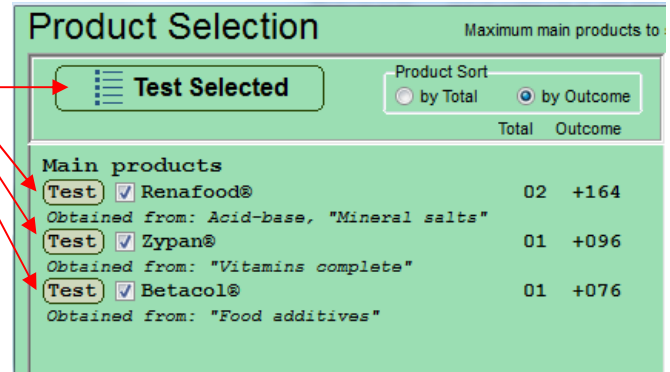 Product Selection Maximum main products to
Test Selected
Product Sort
by Total by Outcome
Total Outcome
Main products
Test Renafood® 02 +164
Obtained from: Acid-base, "Mineral salts"
Test Zypan® 01 +096
Obtained from: "Vitamins complete"
Test Betacol® 01 +076
Obtained from: "Food additives"